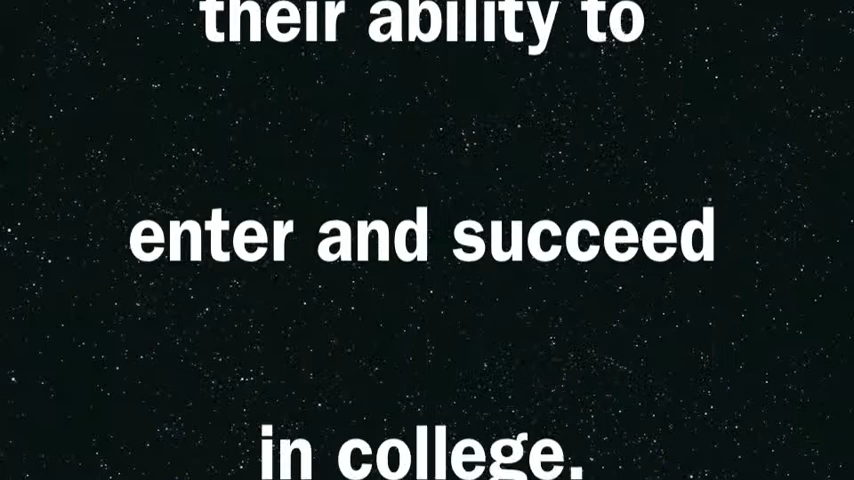 their ability to
enter and succeed
in college.